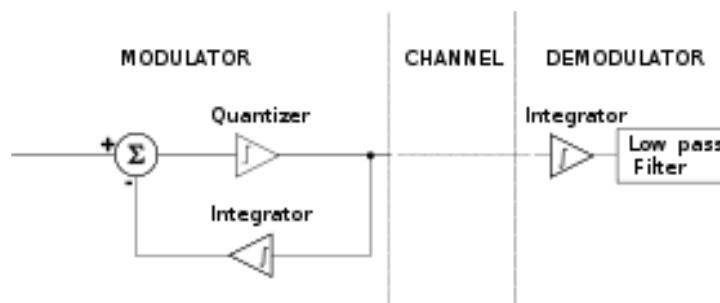 MODULATOR
CHANNEL
DEMODULATOR
Quantizer
Integrator
+
Σ
-
Low pass
Filter
Integrator